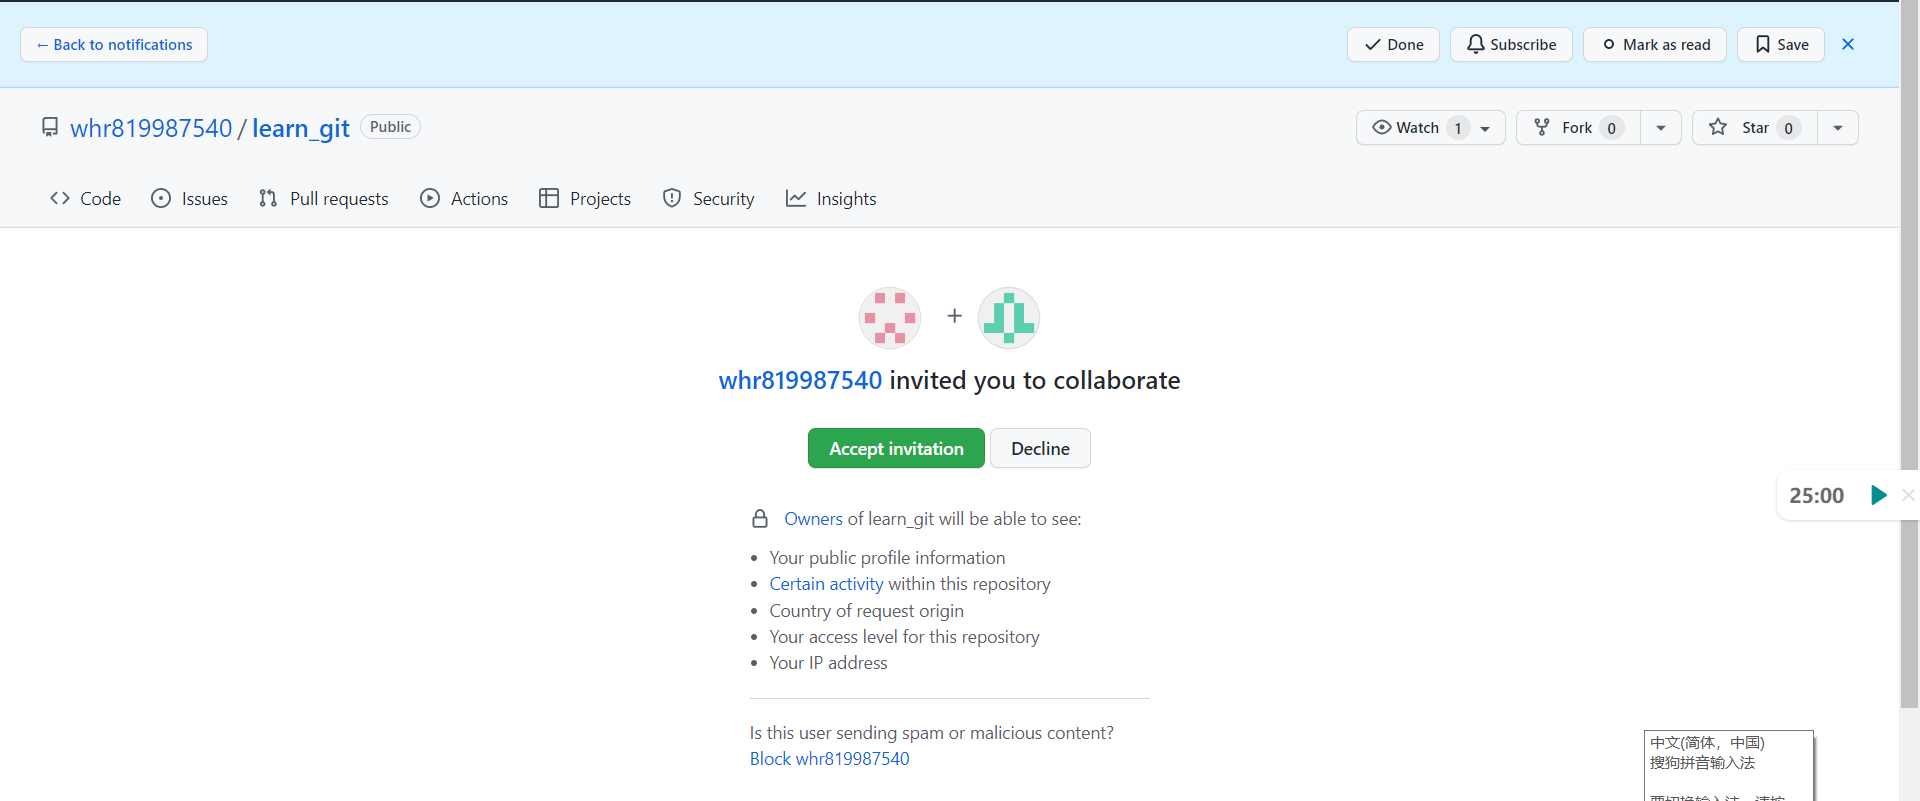 ← Back to notifications
Done
Subscribe
Mark as read
Save
whr819987540 / learn_git Public
Watch 1
Fork 0
Star 0
Code
Issues
Pull requests
Actions
Projects
Security
Insights
+
whr819987540 invited you to collaborate
Accept invitation
Decline
25:00
Owners of learn_git will be able to see:
• Your public profile information
• Certain activity within this repository
• Country of request origin
• Your access level for this repository
• Your IP address
Is this user sending spam or malicious content?
Block whr819987540
中文(简体，中国)
搜狗拼音输入法